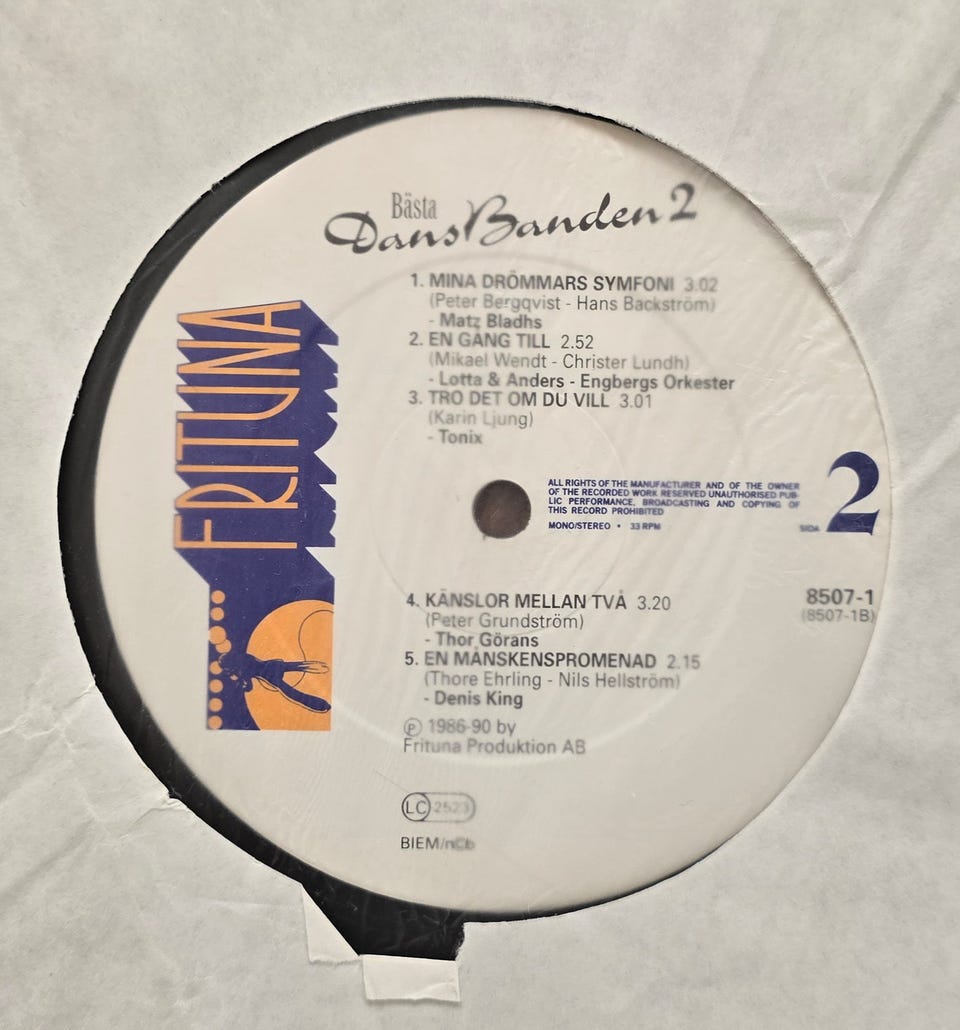 Bästa
Dans Banden 2
1. MINA DRÖMMARS SYMFONI 3.02
(Peter Bergqvist - Hans Backström)
- Matz Bladhs
2. EN GÅNG TILL 2.52
(Mikael Wendt - Christer Lundh)
- Lotta & Anders - Engbergs Orkester
3. TRO DET OM DU VILL 3.01
(Karin Ljung)
- Tonix
FRITUNA
ALL RIGHTS OF THE MANUFACTURER AND OF THE OWNER
OF THE RECORDED WORK RESERVED UNAUTHORISED PUB-
LIC PERFORMANCE, BROADCASTING AND COPYING OF
THIS RECORD PROHIBITED
MONO/STEREO • 33 RPM
SIDA 2
8507-1
(8507-1B)
4. KÄNSLOR MELLAN TVÅ 3.20
(Peter Grundström)
- Thor Görans
5. EN MÅNSKENSPROMENAD 2.15
(Thore Ehrling - Nils Hellström)
- Denis King
Ⓟ 1986-90 by
Frituna Produktion AB
LC 2523
BIEM/nCb